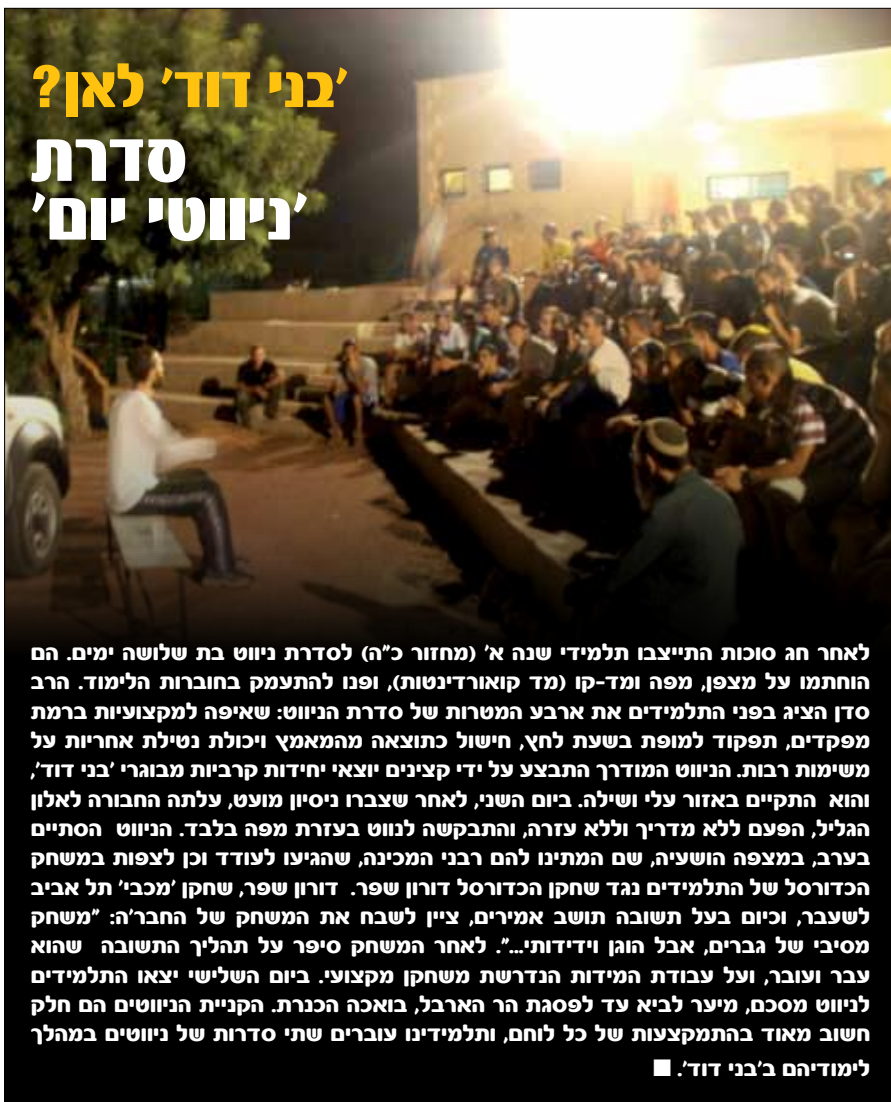 'בני דוד' לאן?
סדרת
'ניווטי יום'
לאחר חג סוכות התייצבו תלמידי שנה א' (מחזור כ"ה) לסדרת ניווט בת שלושה ימים. הם
הוחתמו על מצפן, מפה ומד-קו (מד קואורדינטות), ופנו להתעמק בחוברות הלימוד. הרב
סדן הציג בפני התלמידים את ארבע המטרות של סדרת הניווט: שאיפה למקצועיות ברמת
מפקדים, תפקוד למופת בשעת לחץ, חישול כתוצאה מהמאמץ ויכולת נטילת אחריות על
משימות רבות. הניווט המודרך התבצע על ידי קצינים יוצאי יחידות קרביות מבוגרי 'בני דוד',
והוא התקיים באזור עלי ושילה. ביום השני, לאחר שצברו ניסיון מועט, עלתה החבורה לאלון
הגליל, הפעם ללא מדריך וללא עזרה, והתבקשה לנווט בעזרת מפה בלבד. הניווט הסתיים
בערב, במצפה הושעיה, שם המתינו להם רבני המכינה, שהגיעו לעודד וכן לצפות במשחק
הכדורסל של התלמידים נגד שחקן הכדורסל דורון שפר. דורון שפר, שחקן 'מכבי' תל אביב
לשעבר, וכיום בעל תשובה תושב אמירים, ציין לשבח את המשחק של החבר'ה: "משחק
מסיבי של גברים, אבל הוגן וידידותי...". לאחר המשחק סיפר על תהליך התשובה שהוא
עבר ועובר, ועל עבודת המידות הנדרשת משחקן מקצועי. ביום השלישי יצאו התלמידים
לניווט מסכם, מיער לביא עד לפסגת הר הארבל, בואכה הכנרת. הקניית הניווטים הם חלק
חשוב מאוד בהתמקצעות של כל לוחם, ותלמידינו עוברים שתי סדרות של ניווטים במהלך
לימודיהם ב'בני דוד'. ■